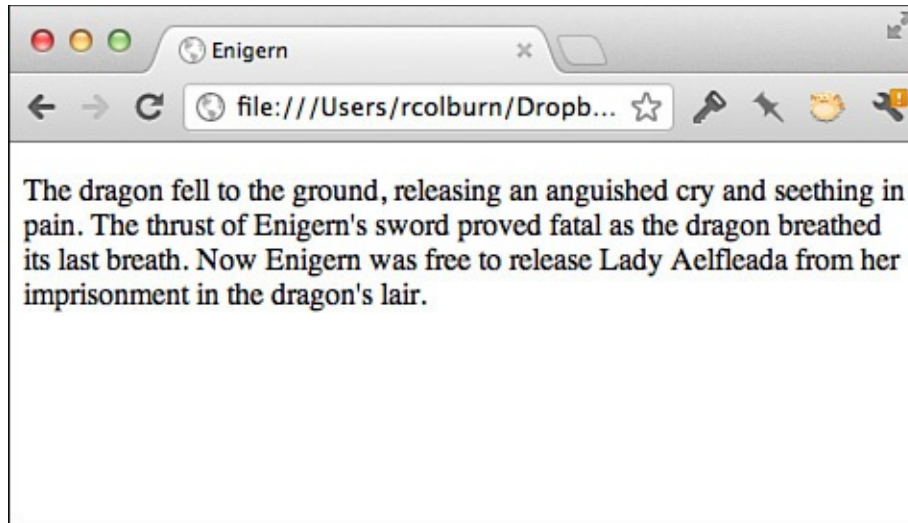 Enigern
file:///Users/rcolburn/Dropb...
The dragon fell to the ground, releasing an anguished cry and seething in
pain. The thrust of Enigern's sword proved fatal as the dragon breathed
its last breath. Now Enigern was free to release Lady Aelfleada from her
imprisonment in the dragon's lair.